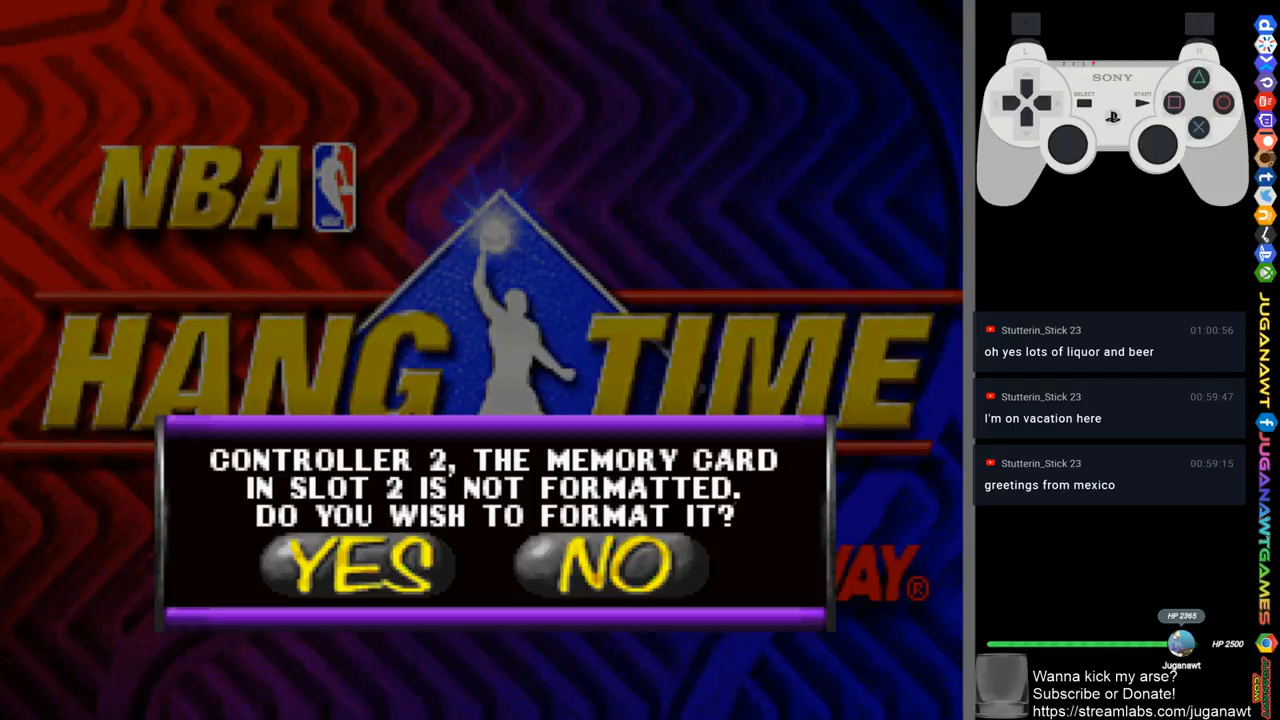 NBA
HANG TIME
WAY®
CONTROLLER 2, THE MEMORY CARD
IN SLOT 2 IS NOT FORMATTED.
DO YOU WISH TO FORMAT IT?
YES NO
L R
SONY
SELECT START
Stutterin_Stick 23 01:00:56
oh yes lots of liquor and beer
Stutterin_Stick 23 00:59:47
I'm on vacation here
Stutterin_Stick 23 00:59:15
greetings from mexico
HP 2365
HP 2500
Juganawt
Wanna kick my arse?
Subscribe or Donate!
https://streamlabs.com/juganawt
JUGANAWT
JUGANAWTGAMES
JUGANAWT.COM